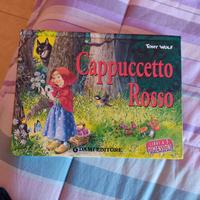 TONY WOLF
Cappuccetto
Rosso
DAMI EDITORE